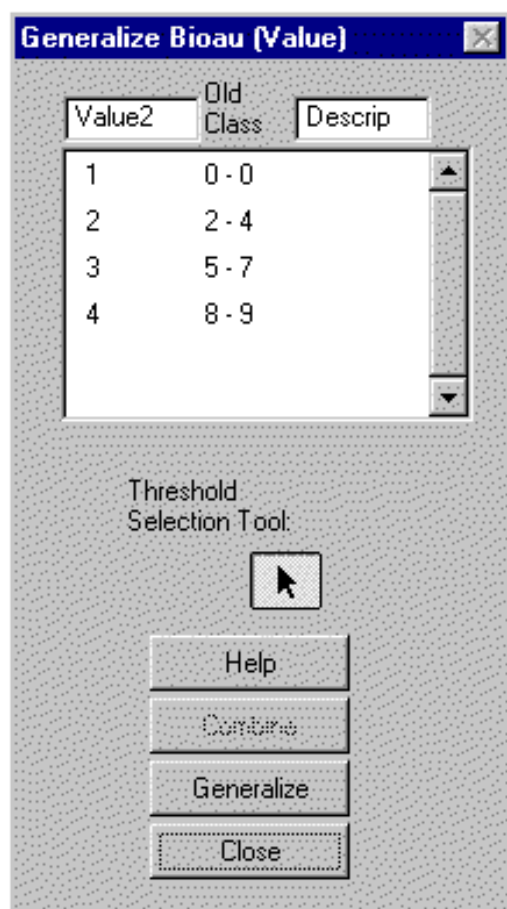 Generalize Bioau (Value)
Value2 Old Class Descrip
1 0 - 0
2 2 - 4
3 5 - 7
4 8 - 9
Threshold
Selection Tool:
Help
Combine
Generalize
Close